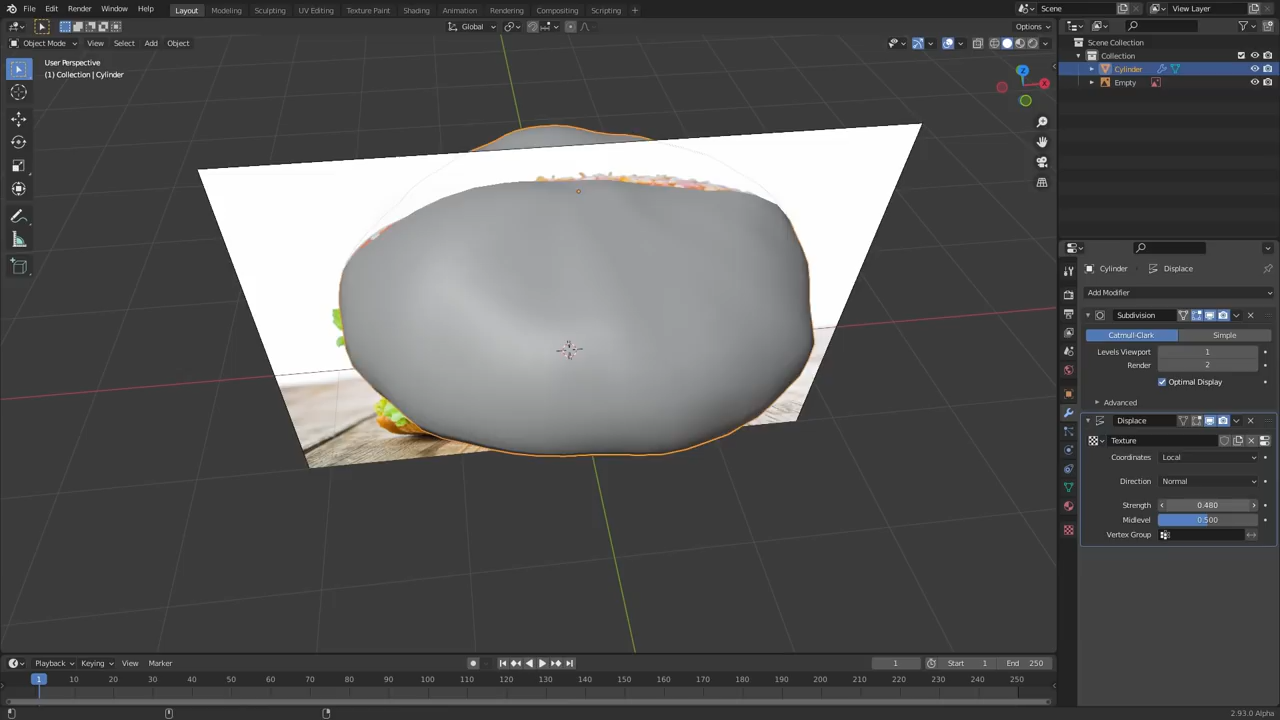 File Edit Render Window Help Layout Modeling Sculpting UV Editing Texture Paint Shading Animation Rendering Compositing Scripting + Scene View Layer
Global Options
Object Mode View Select Add Object
User Perspective
(1) Collection | Cylinder
Scene Collection
Collection
Cylinder
Empty
Cylinder Displace
Add Modifier
Subdivision
Catmull-Clark Simple
Levels Viewport 1
Render 2
Optimal Display
Advanced
Displace
Texture
Coordinates Local
Direction Normal
Strength 0.480
Midlevel 0.500
Vertex Group
Playback Keying View Marker 1 Start 1 End 250
1 10 20 30 40 50 60 70 80 90 100 110 120 130 140 150 160 170 180 190 200 210 220 230 240 250
2.93.0 Alpha